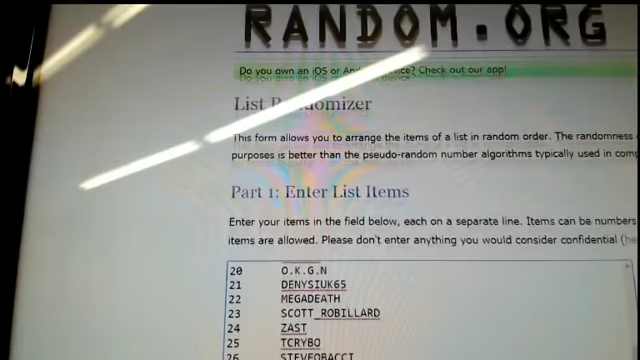 RANDOM.ORG
Do you own an iOS or Android device? Check out our app!
List Randomizer
This form allows you to arrange the items of a list in random order. The randomness
purposes is better than the pseudo-random number algorithms typically used in com
Part 1: Enter List Items
Enter your items in the field below, each on a separate line. Items can be numbers
items are allowed. Please don't enter anything you would consider confidential (
20 O.K.G.N
21 DENYSIUK65
22 MEGADEATH
23 SCOTT_ROBILLARD
24 ZAST
25 TCRYBO
26 STEVEOBACCI